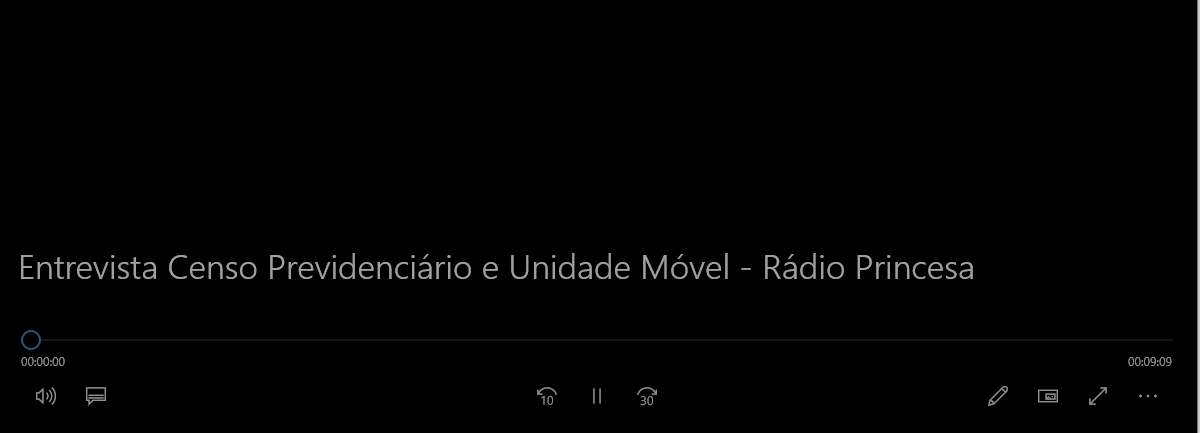 Entrevista Censo Previdenciário e Unidade Móvel - Rádio Princesa
00:00:00
00:09:09
10
30